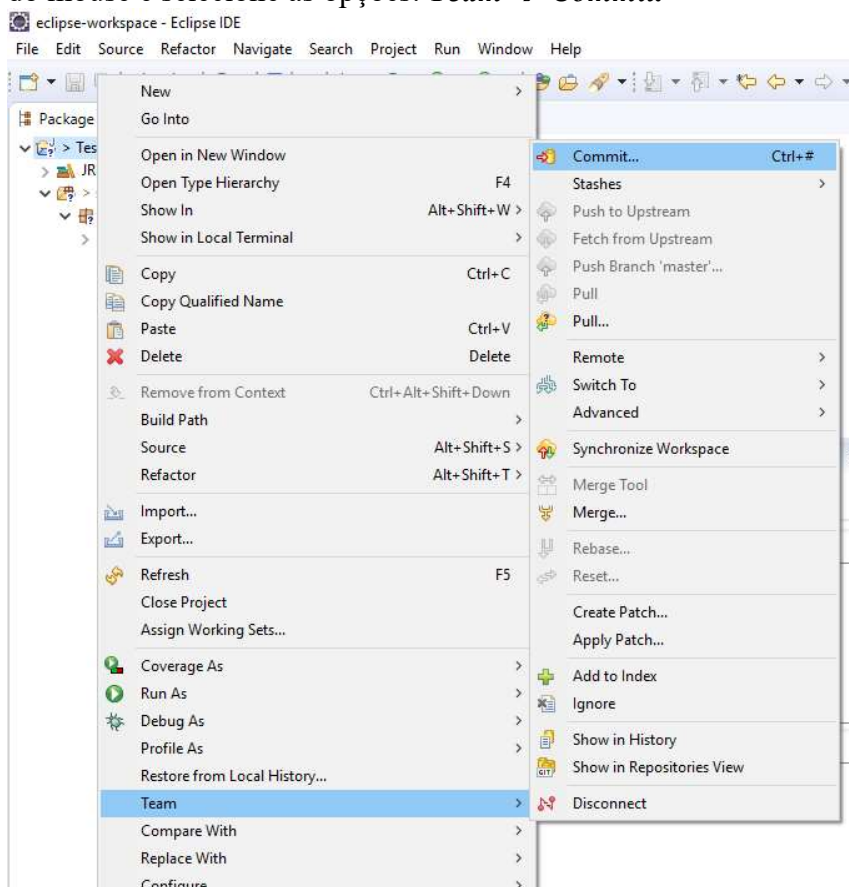 eclipse-workspace - Eclipse IDE
File Edit Source Refactor Navigate Search Project Run Window Help
Package
> Tes
JR
New
Go Into
Open in New Window
Open Type Hierarchy F4
Show In Alt+Shift+W >
Show in Local Terminal >
Copy Ctrl+C
Copy Qualified Name
Paste Ctrl+V
Delete Delete
Remove from Context Ctrl+Alt+Shift+Down
Build Path >
Source Alt+Shift+S >
Refactor Alt+Shift+T >
Import...
Export...
Refresh F5
Close Project
Assign Working Sets...
Coverage As >
Run As >
Debug As >
Profile As >
Restore from Local History...
Team >
Compare With >
Replace With >
Configure >
Commit... Ctrl+#
Stashes >
Push to Upstream
Fetch from Upstream
Push Branch 'master'...
Pull
Pull...
Remote >
Switch To >
Advanced >
Synchronize Workspace
Merge Tool
Merge...
Rebase...
Reset...
Create Patch...
Apply Patch...
Add to Index
Ignore
Show in History
GIT Show in Repositories View
Disconnect